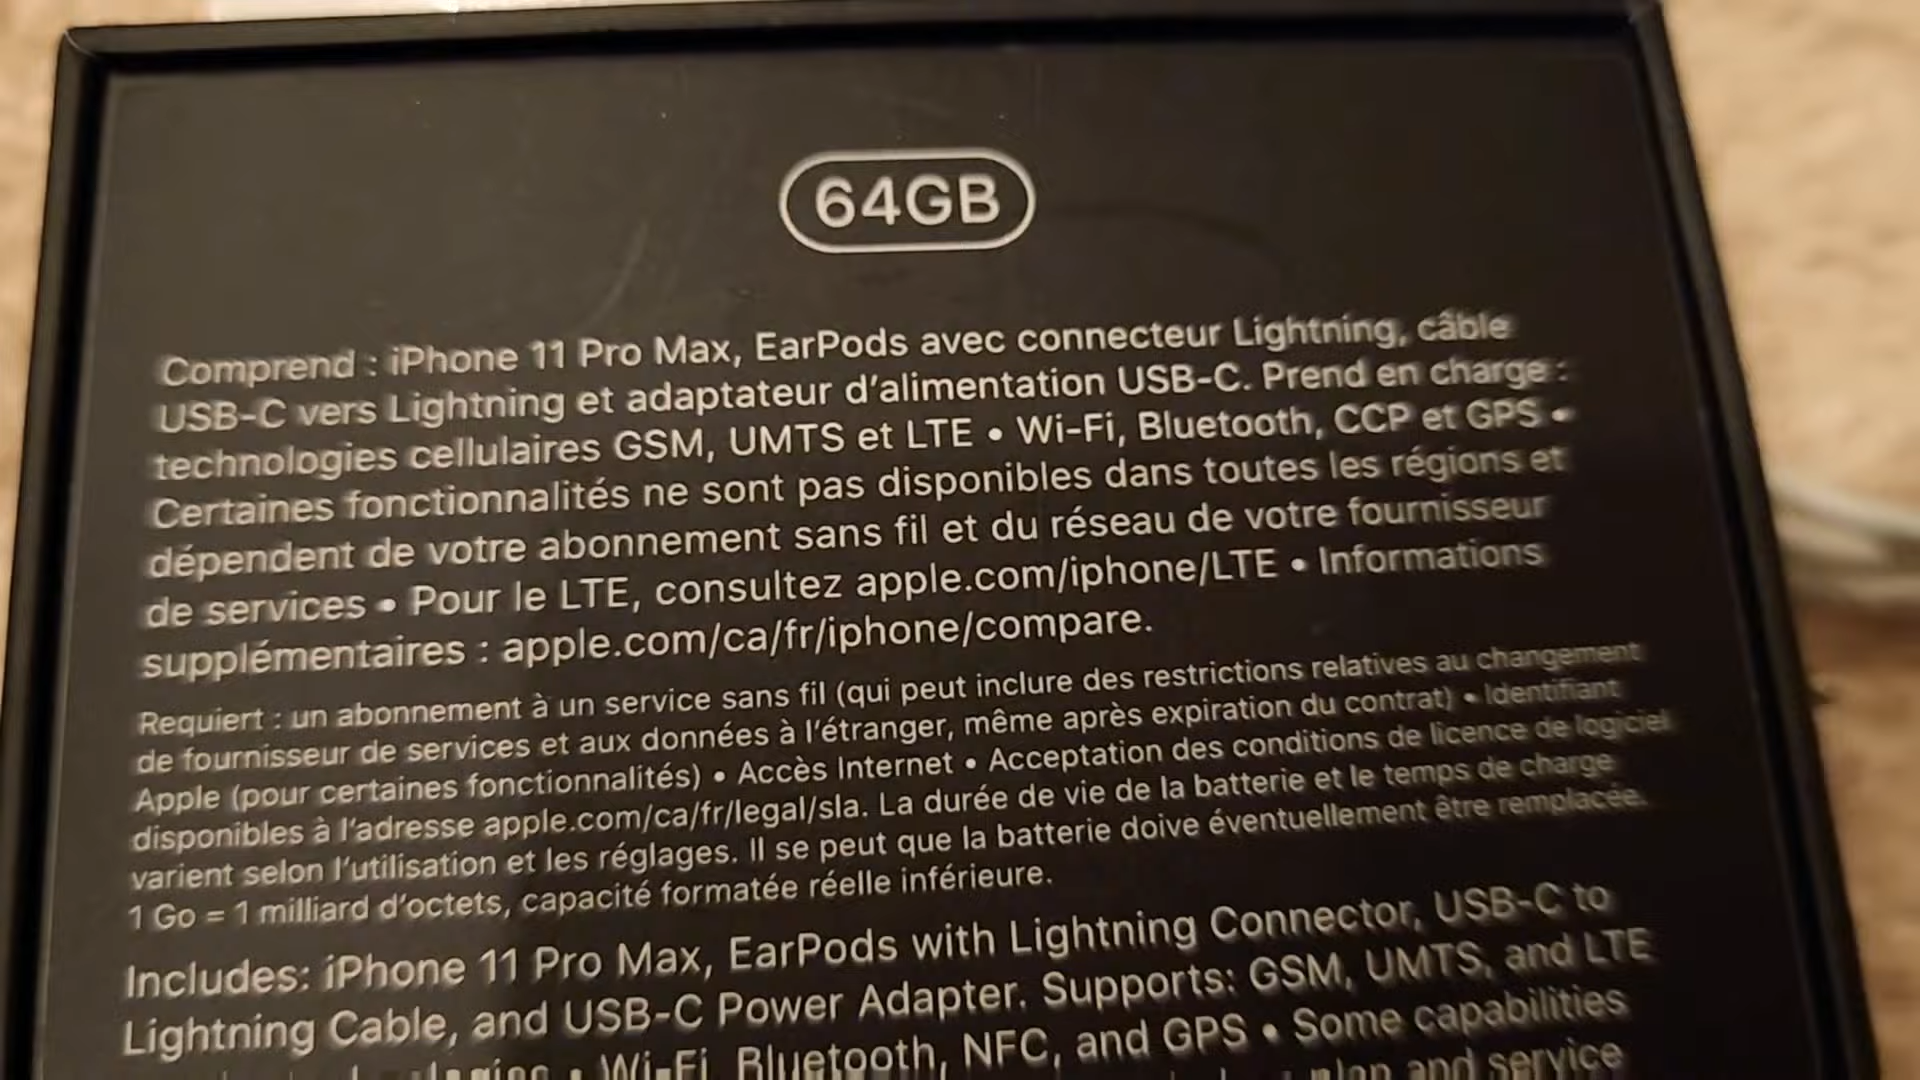 64GB
Comprend : iPhone 11 Pro Max, EarPods avec connecteur Lightning, câble
USB-C vers Lightning et adaptateur d'alimentation USB-C. Prend en charge :
technologies cellulaires GSM, UMTS et LTE • Wi-Fi, Bluetooth, CCP et GPS •
Certaines fonctionnalités ne sont pas disponibles dans toutes les régions et
dépendent de votre abonnement sans fil et du réseau de votre fournisseur
de services • Pour le LTE, consultez apple.com/iphone/LTE • Informations
supplémentaires : apple.com/ca/fr/iphone/compare.
Requiert : un abonnement à un service sans fil (qui peut inclure des restrictions relatives au changement
de fournisseur de services et aux données à l'étranger, même après expiration du contrat) • Identifiant
Apple (pour certaines fonctionnalités) • Accès Internet • Acceptation des conditions de licence de logiciel
disponibles à l'adresse apple.com/ca/fr/legal/sla. La durée de vie de la batterie et le temps de charge
varient selon l'utilisation et les réglages. Il se peut que la batterie doive éventuellement être remplacée.
1 Go = 1 milliard d'octets, capacité formatée réelle inférieure.
Includes: iPhone 11 Pro Max, EarPods with Lightning Connector, USB-C to
Lightning Cable, and USB-C Power Adapter. Supports: GSM, UMTS, and LTE
• Wi-Fi, Bluetooth, NFC, and GPS • Some capabilities
plan and service